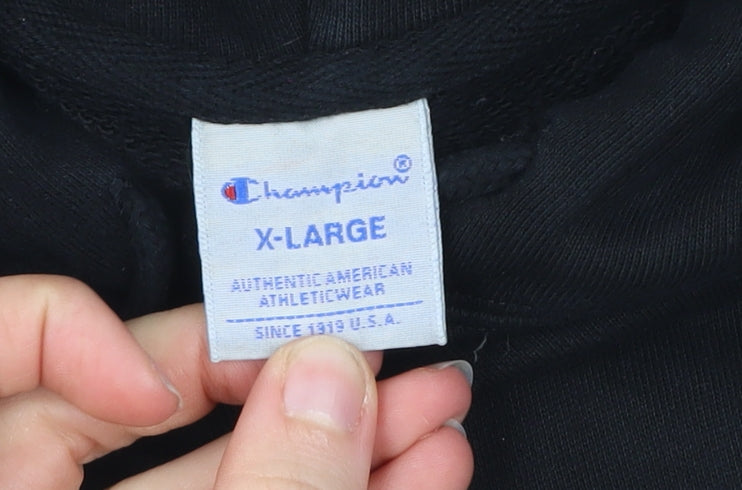 Champion®
X-LARGE
AUTHENTIC AMERICAN
ATHLETICWEAR
SINCE 1919 U.S.A.